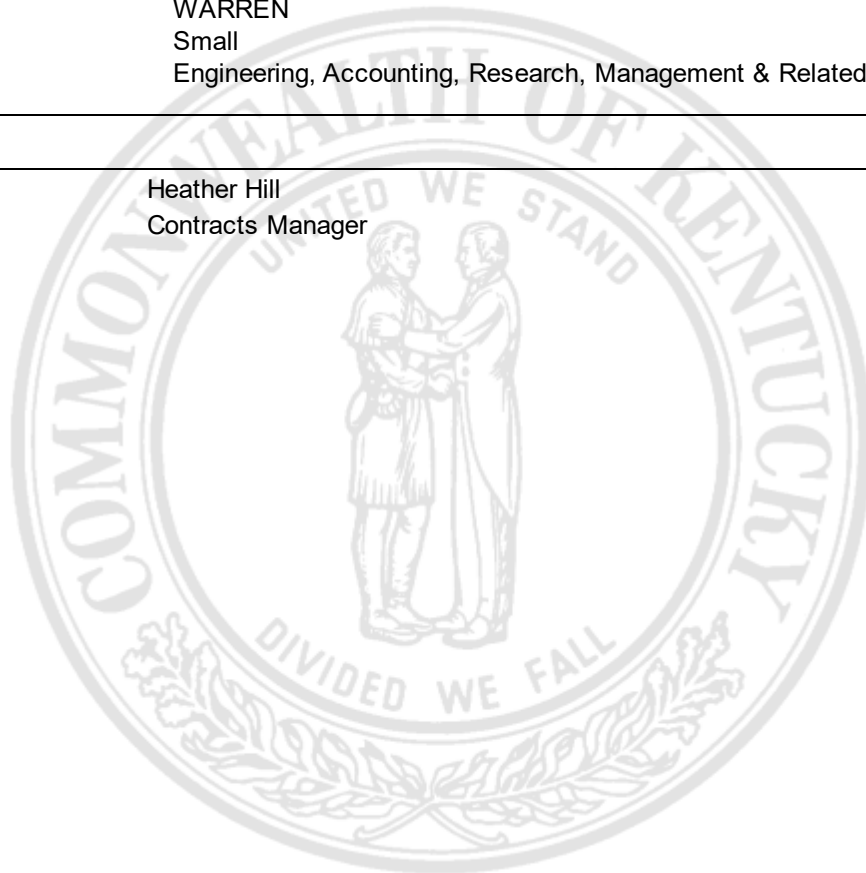 WARREN
Small
Engineering, Accounting, Research, Management & Related
Heather Hill
Contracts Manager
COMMONWEALTH OF KENTUCKY
UNITED WE STAND
DIVIDED WE FALL